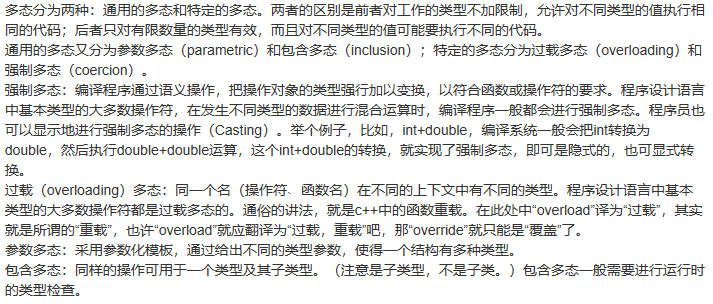 多态分为两种：通用的多态和特定的多态。两者的区别是前者对工作的类型不加限制，允许对不同类型的值执行相
同的代码；后者只对有限数量的类型有效，而且对不同类型的值可能要执行不同的代码。
通用的多态又分为参数多态（parametric）和包含多态（inclusion）；特定的多态分为过载多态（overloading）和
强制多态（coercion）。
强制多态：编译程序通过语义操作，把操作对象的类型强行加以变换，以符合函数或操作符的要求。程序设计语言
中基本类型的大多数操作符，在发生不同类型的数据进行混合运算时，编译程序一般都会进行强制多态。程序员也
可以显示地进行强制多态的操作（Casting）。举个例子，比如，int+double，编译系统一般会把int转换为
double，然后执行double+double运算，这个int+double的转换，就实现了强制多态，即可是隐式的，也可显式转
换。
过载（overloading）多态：同一个名（操作符、函数名）在不同的上下文中有不同的类型。程序设计语言中基本
类型的大多数操作符都是过载多态的。通俗的讲法，就是c++中的函数重载。在此处中“overload”译为“过载”，其实
就是所谓的“重载”，也许“overload”就应翻译为“过载，重载”吧，那“override”就只能是“覆盖”了。
参数多态：采用参数化模板，通过给出不同的类型参数，使得一个结构有多种类型。
包含多态：同样的操作可用于一个类型及其子类型。（注意是子类型，不是子类。）包含多态一般需要进行运行时
的类型检查。